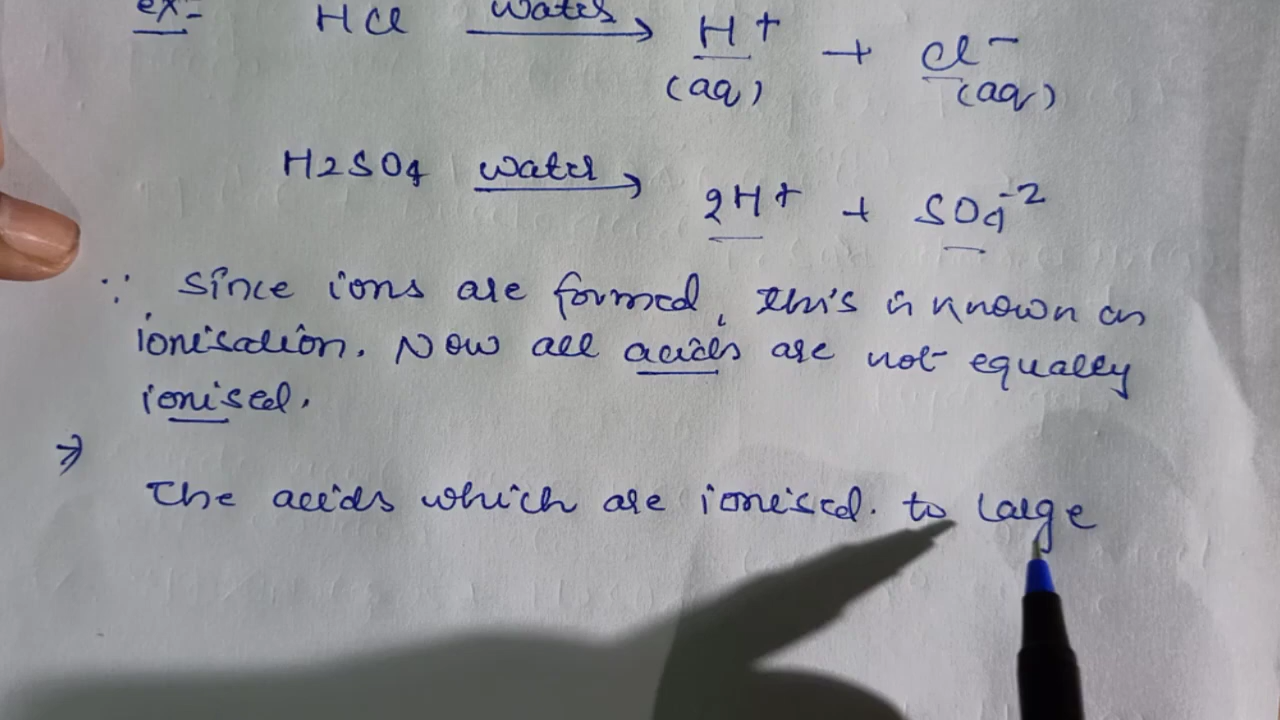 ex:- HCl water → H+ + Cl-
(aq) (aq)
H2SO4 water → 2H+ + SO4-2
∵ Since ions are formed, this is known as
ionisation. Now all acids are not equally
ionised.
⇒
The acids which are ionised. to large